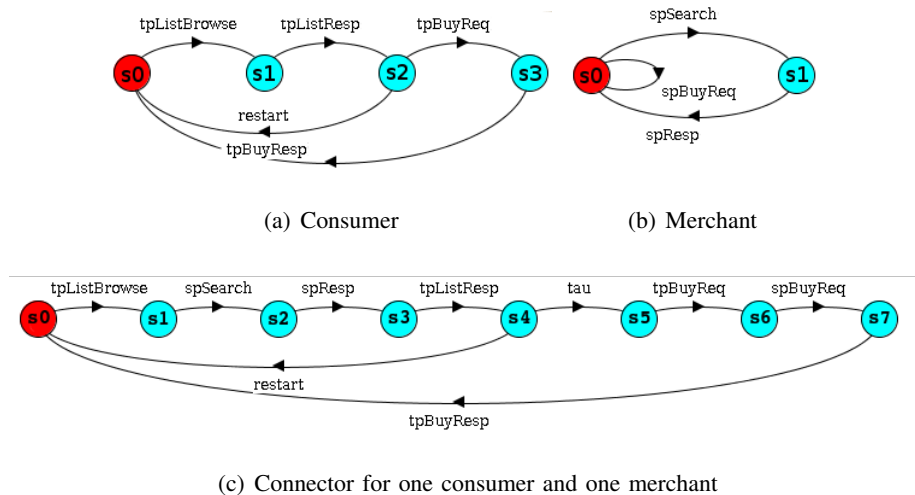 tpListBrowse tpListResp tpBuyReq
s0 s1 s2 s3
restart
tpBuyResp
(a) Consumer
spSearch
s0 s1
spBuyReq
spResp
(b) Merchant
tpListBrowse spSearch spResp tpListResp tau tpBuyReq spBuyReq
s0 s1 s2 s3 s4 s5 s6 s7
restart
tpBuyResp
(c) Connector for one consumer and one merchant